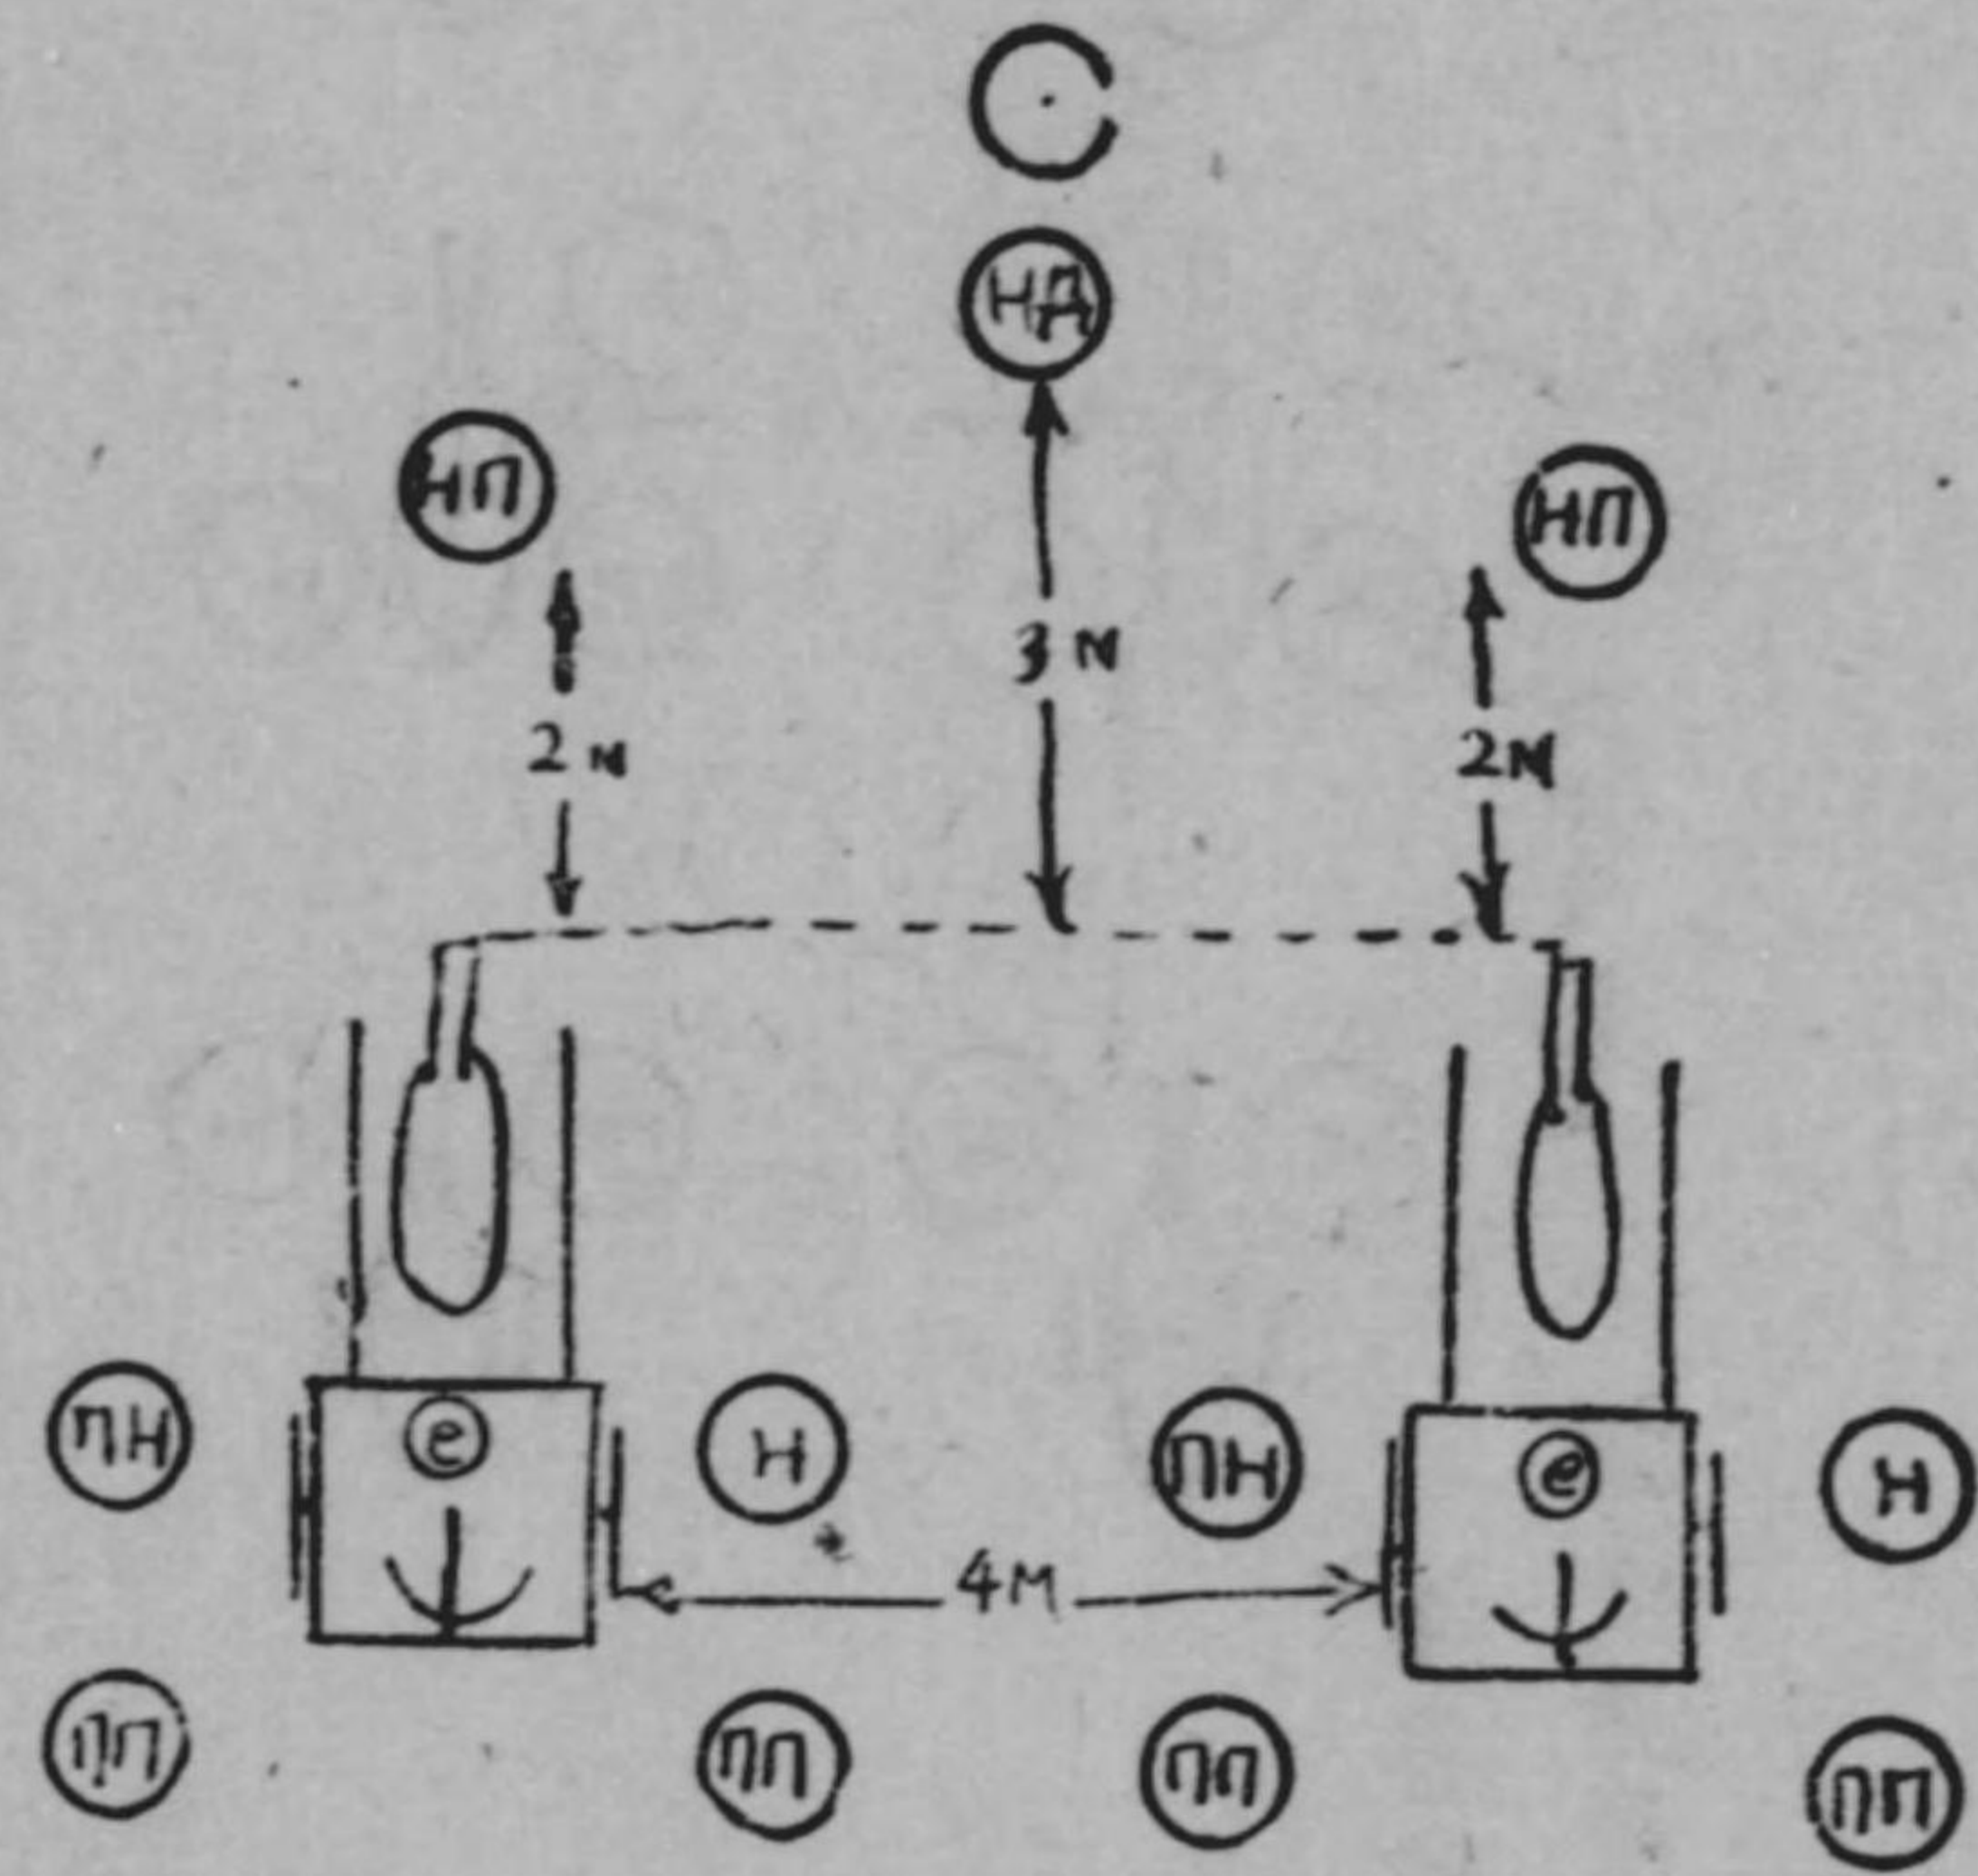 НД
НП НП
3 м
2 м 2м
ПН е Н ПН е Н
4м
ПП ПП ПП ПП